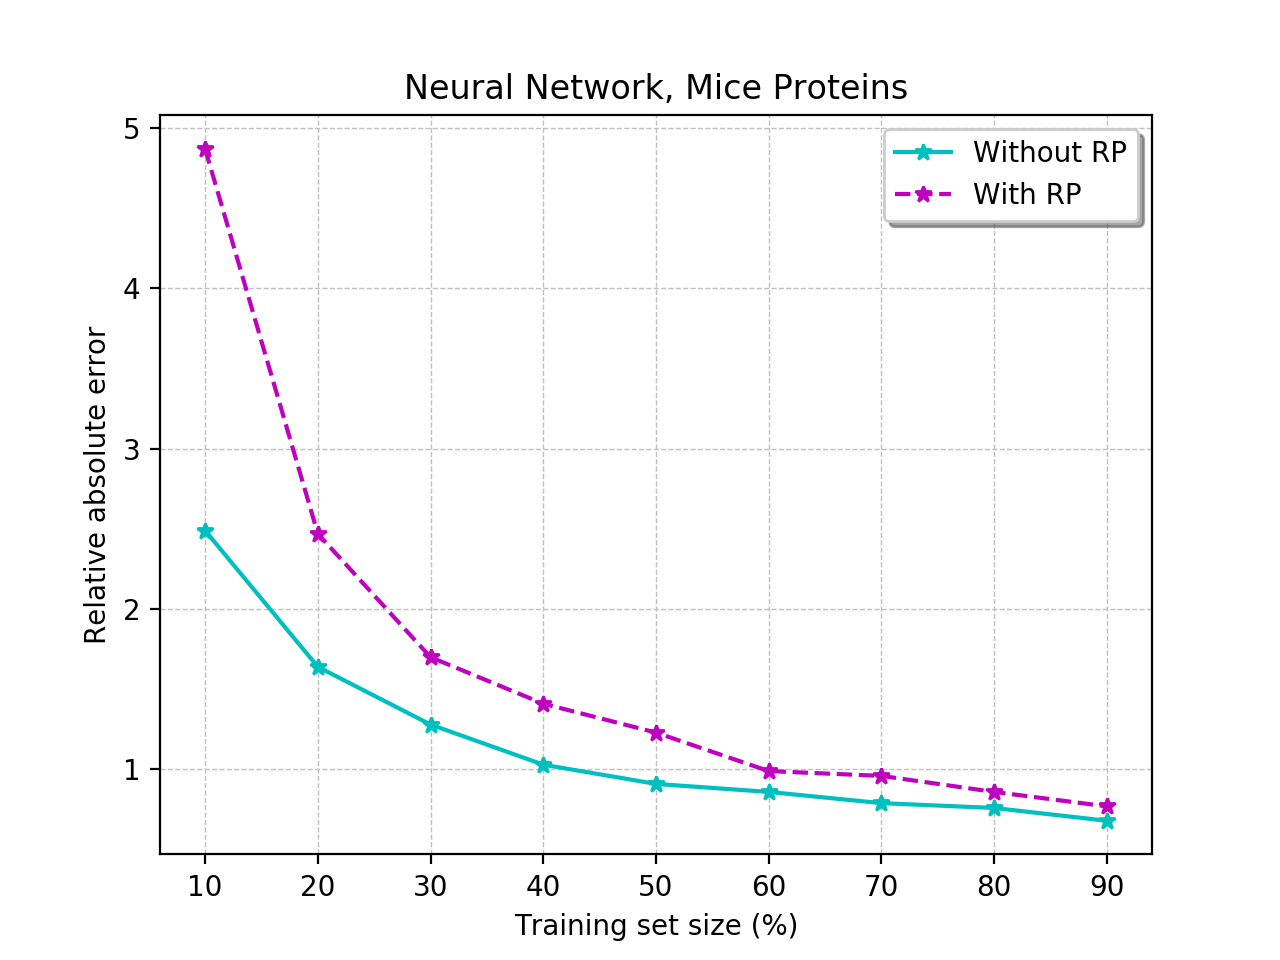 Neural Network, Mice Proteins
Without RP
With RP
5
4
3
2
1
Relative absolute error
10 20 30 40 50 60 70 80 90
Training set size (%)